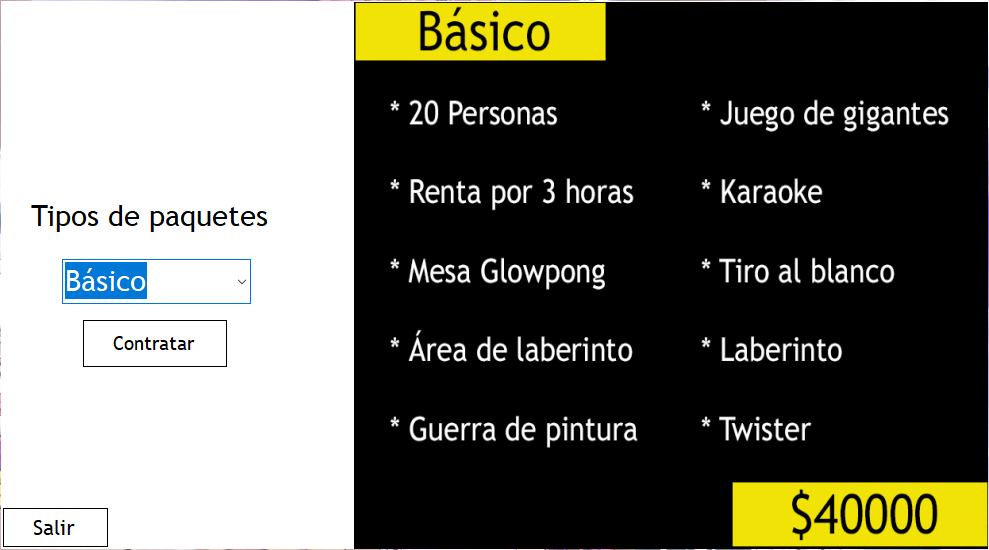 Tipos de paquetes
Básico
Contratar
Salir
Básico
* 20 Personas
* Renta por 3 horas
* Mesa Glowpong
* Área de laberinto
* Guerra de pintura
* Juego de gigantes
* Karaoke
* Tiro al blanco
* Laberinto
* Twister
$40000